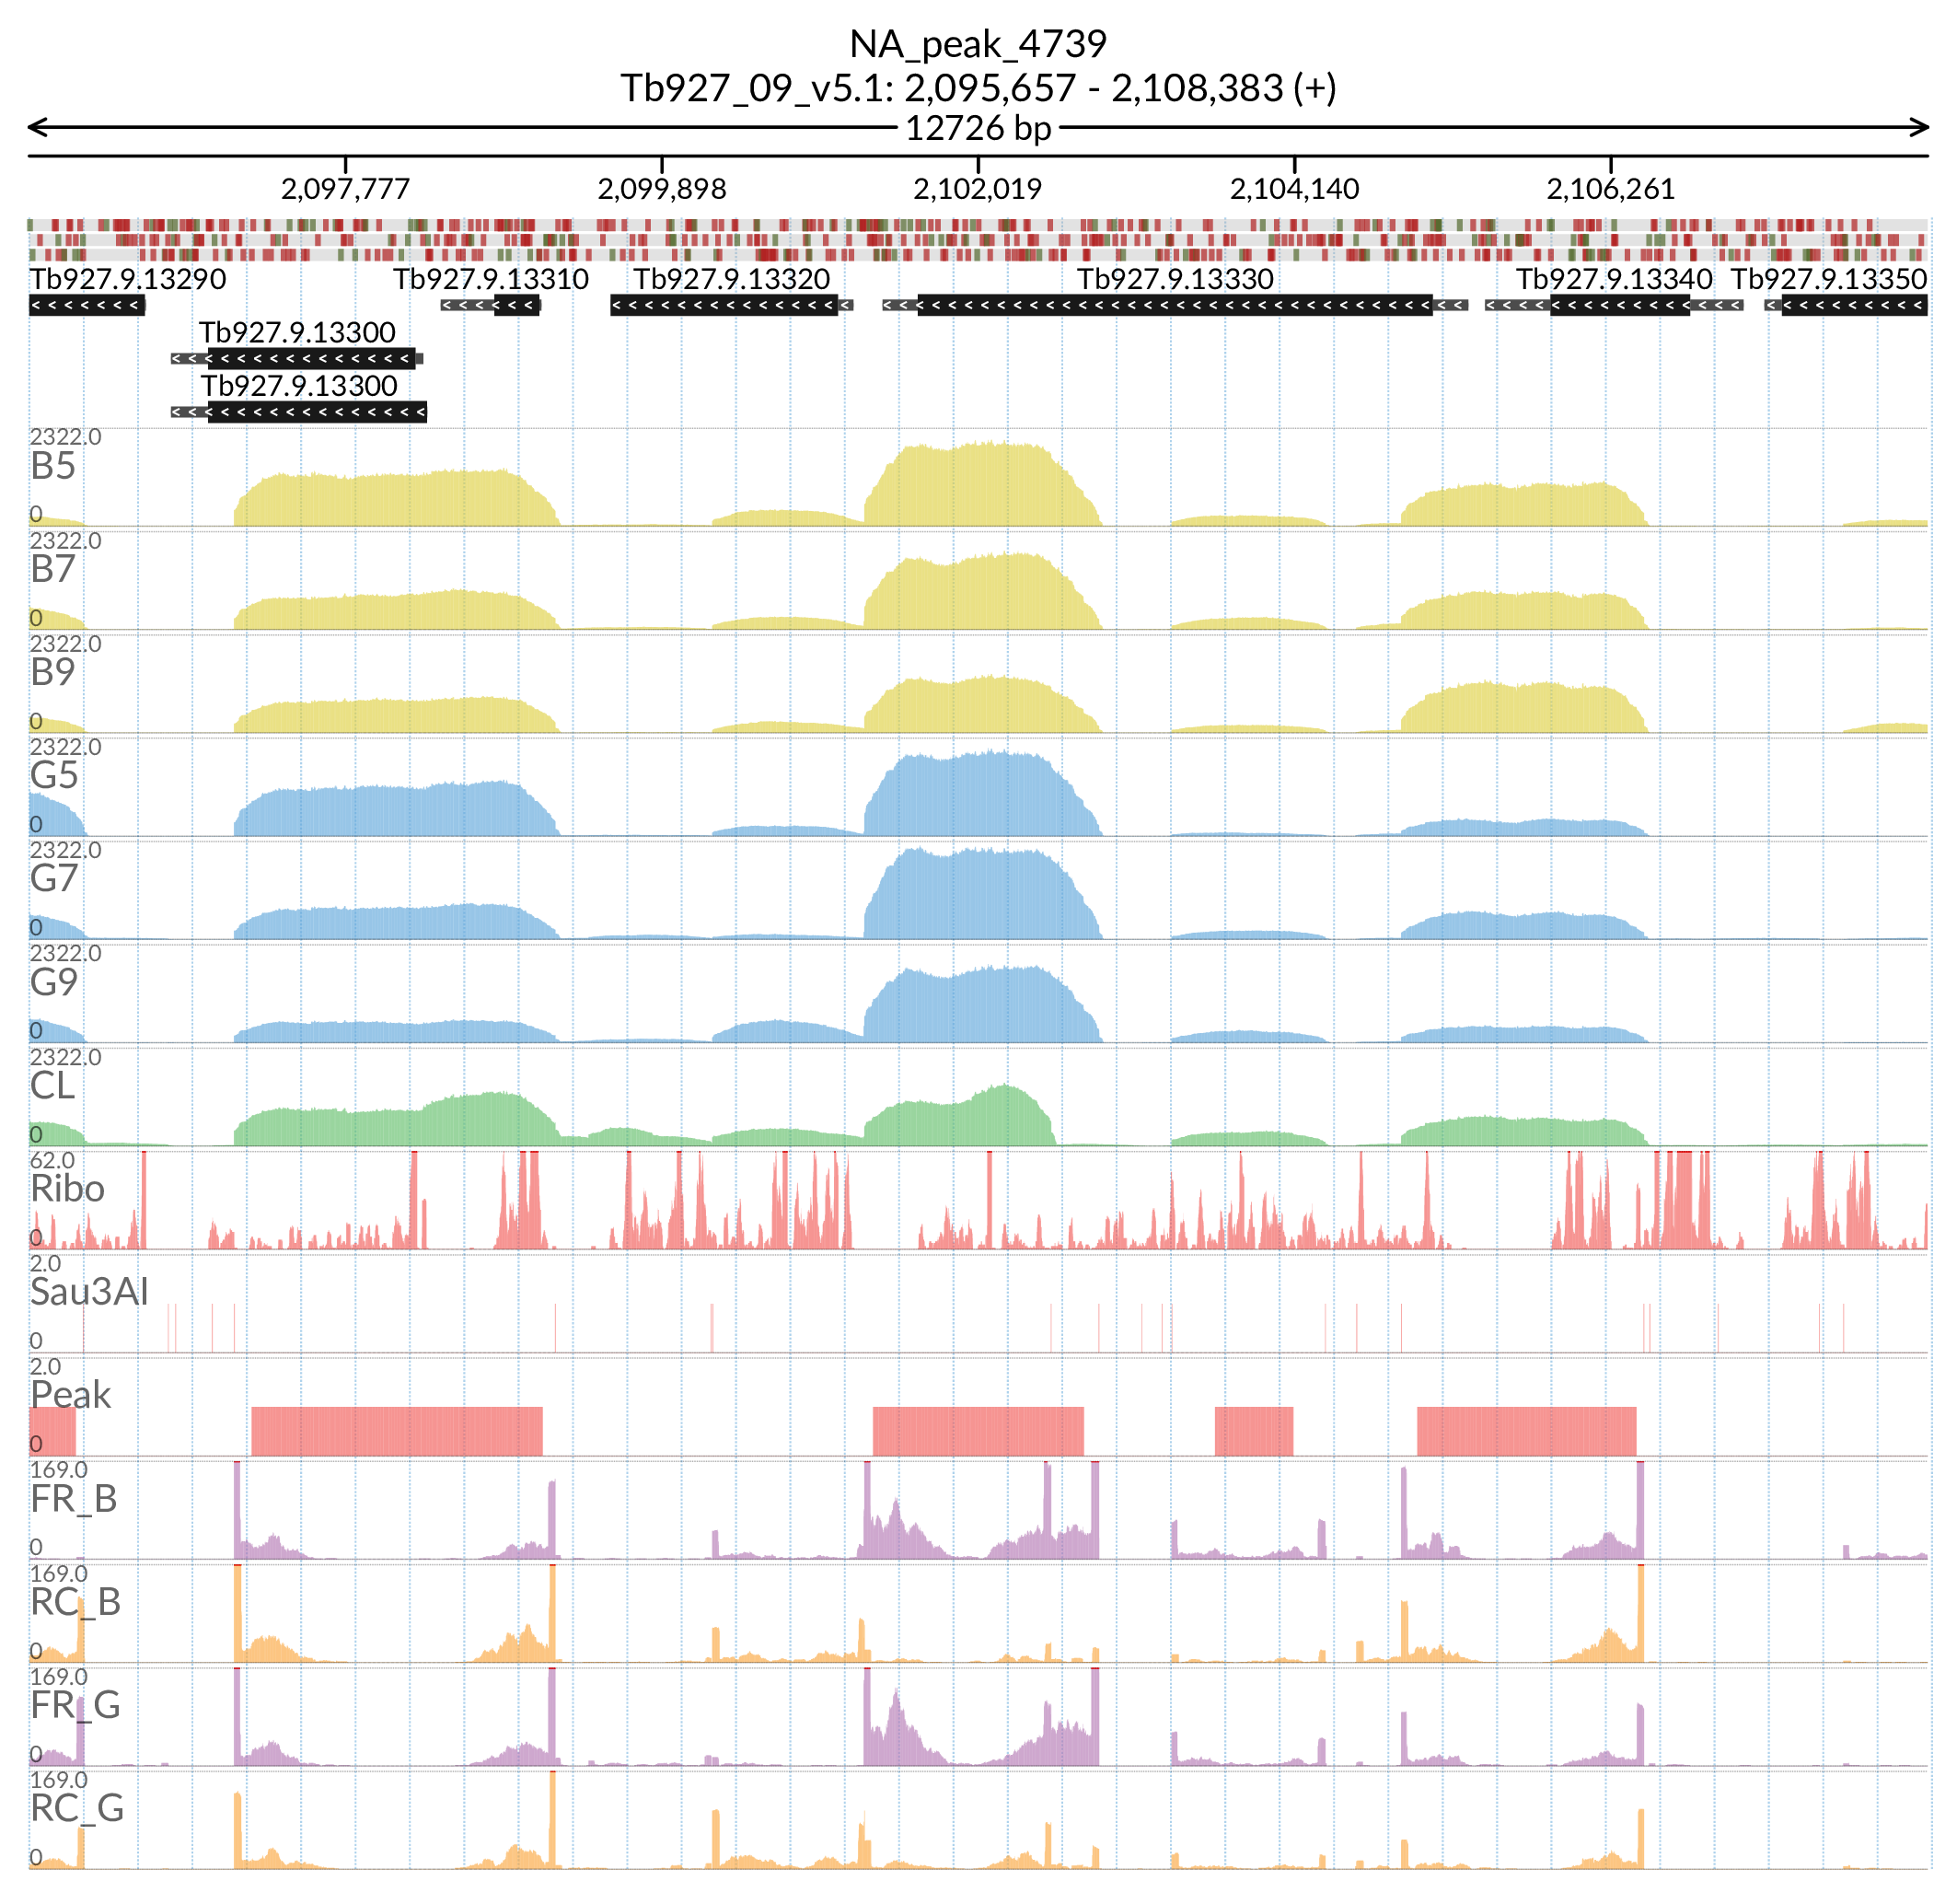 NA_peak_4739
Tb927_09_v5.1: 2,095,657 - 2,108,383 (+)
12726 bp
2,097,777 2,099,898 2,102,019 2,104,140 2,106,261
Tb927.9.13290 Tb927.9.13310 Tb927.9.13320 Tb927.9.13330 Tb927.9.13340 Tb927.9.13350
Tb927.9.13300
Tb927.9.13300
2322.0
B5
0
2322.0
B7
0
2322.0
B9
0
2322.0
G5
0
2322.0
G7
0
2322.0
G9
0
2322.0
CL
0
62.0
Ribo
0
2.0
Sau3AI
0
2.0
Peak
0
169.0
FR_B
0
169.0
RC_B
0
169.0
FR_G
0
169.0
RC_G
0